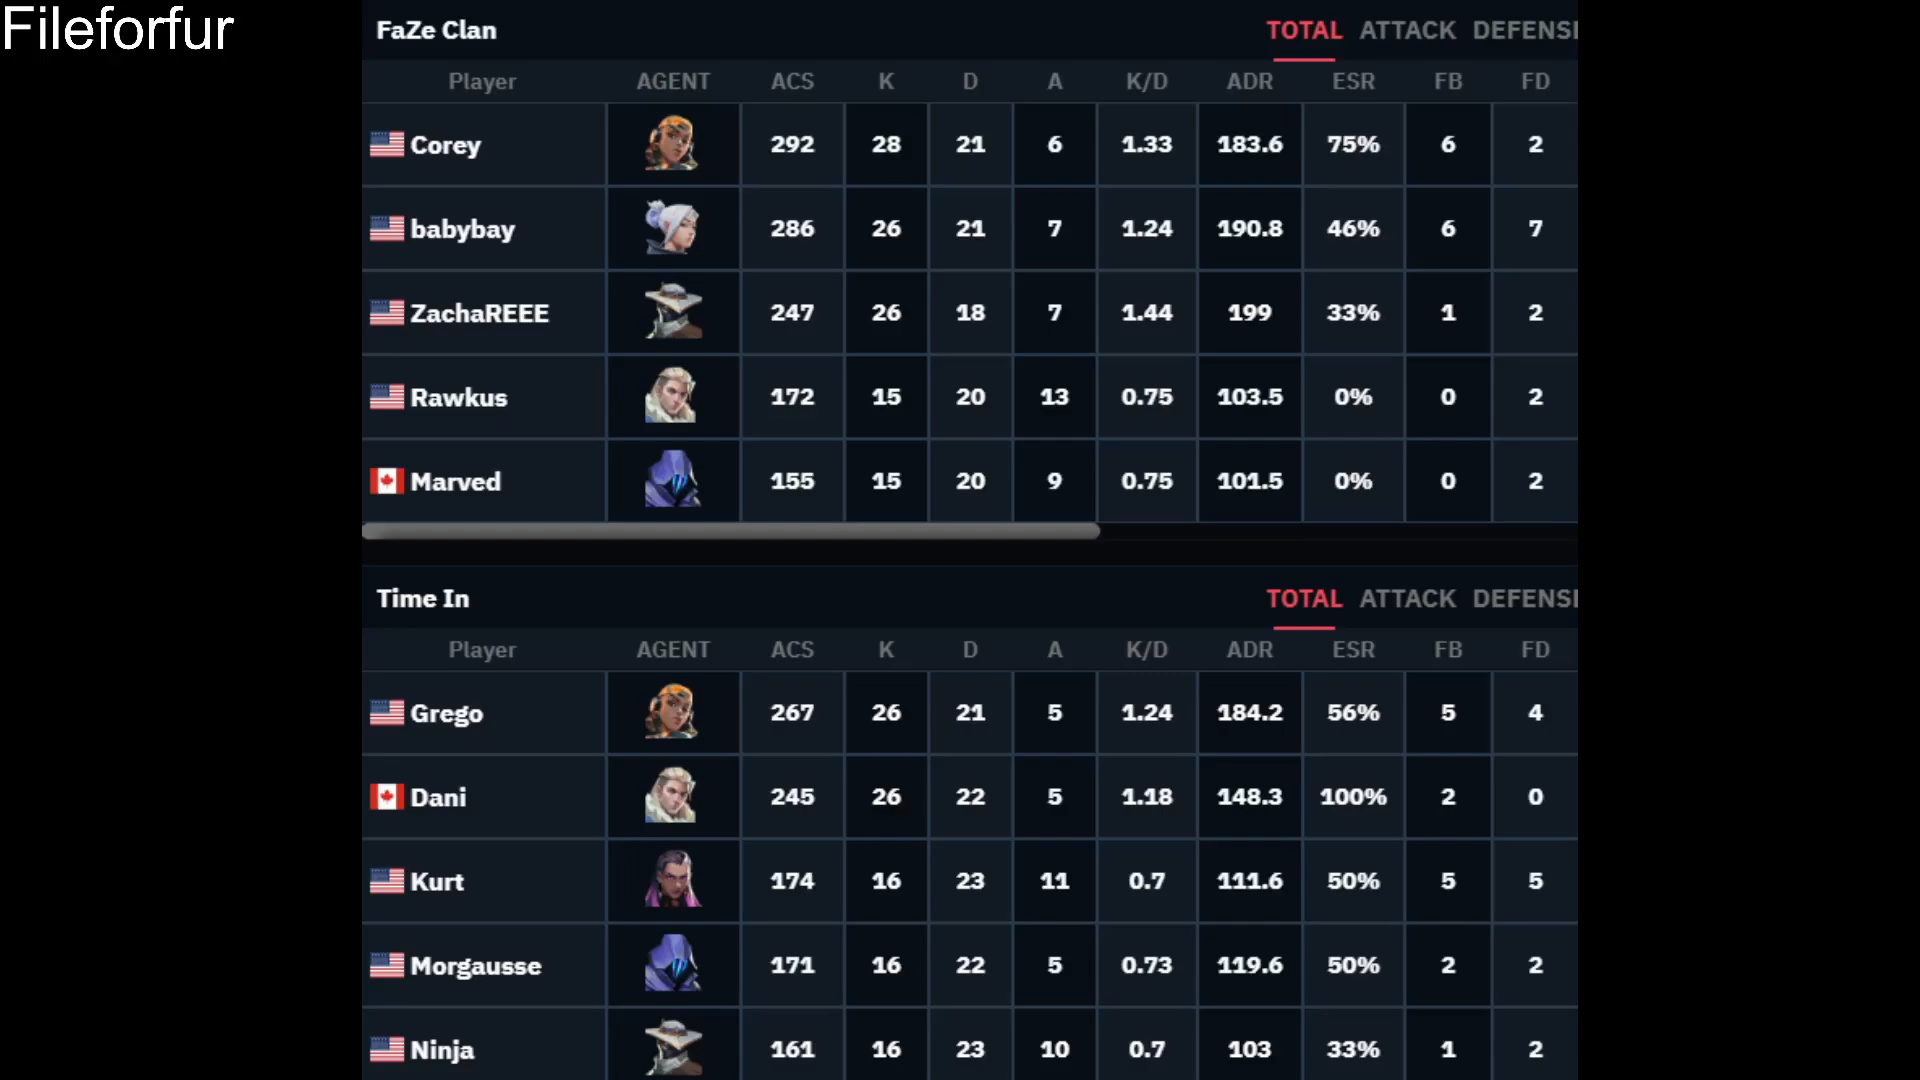 Fileforfur
FaZe Clan TOTAL ATTACK DEFENSI
Player AGENT ACS K D A K/D ADR ESR FB FD
Corey 292 28 21 6 1.33 183.6 75% 6 2
babybay 286 26 21 7 1.24 190.8 46% 6 7
ZachaREEE 247 26 18 7 1.44 199 33% 1 2
Rawkus 172 15 20 13 0.75 103.5 0% 0 2
Marved 155 15 20 9 0.75 101.5 0% 0 2
Time In TOTAL ATTACK DEFENSI
Player AGENT ACS K D A K/D ADR ESR FB FD
Grego 267 26 21 5 1.24 184.2 56% 5 4
Dani 245 26 22 5 1.18 148.3 100% 2 0
Kurt 174 16 23 11 0.7 111.6 50% 5 5
Morgausse 171 16 22 5 0.73 119.6 50% 2 2
Ninja 161 16 23 10 0.7 103 33% 1 2